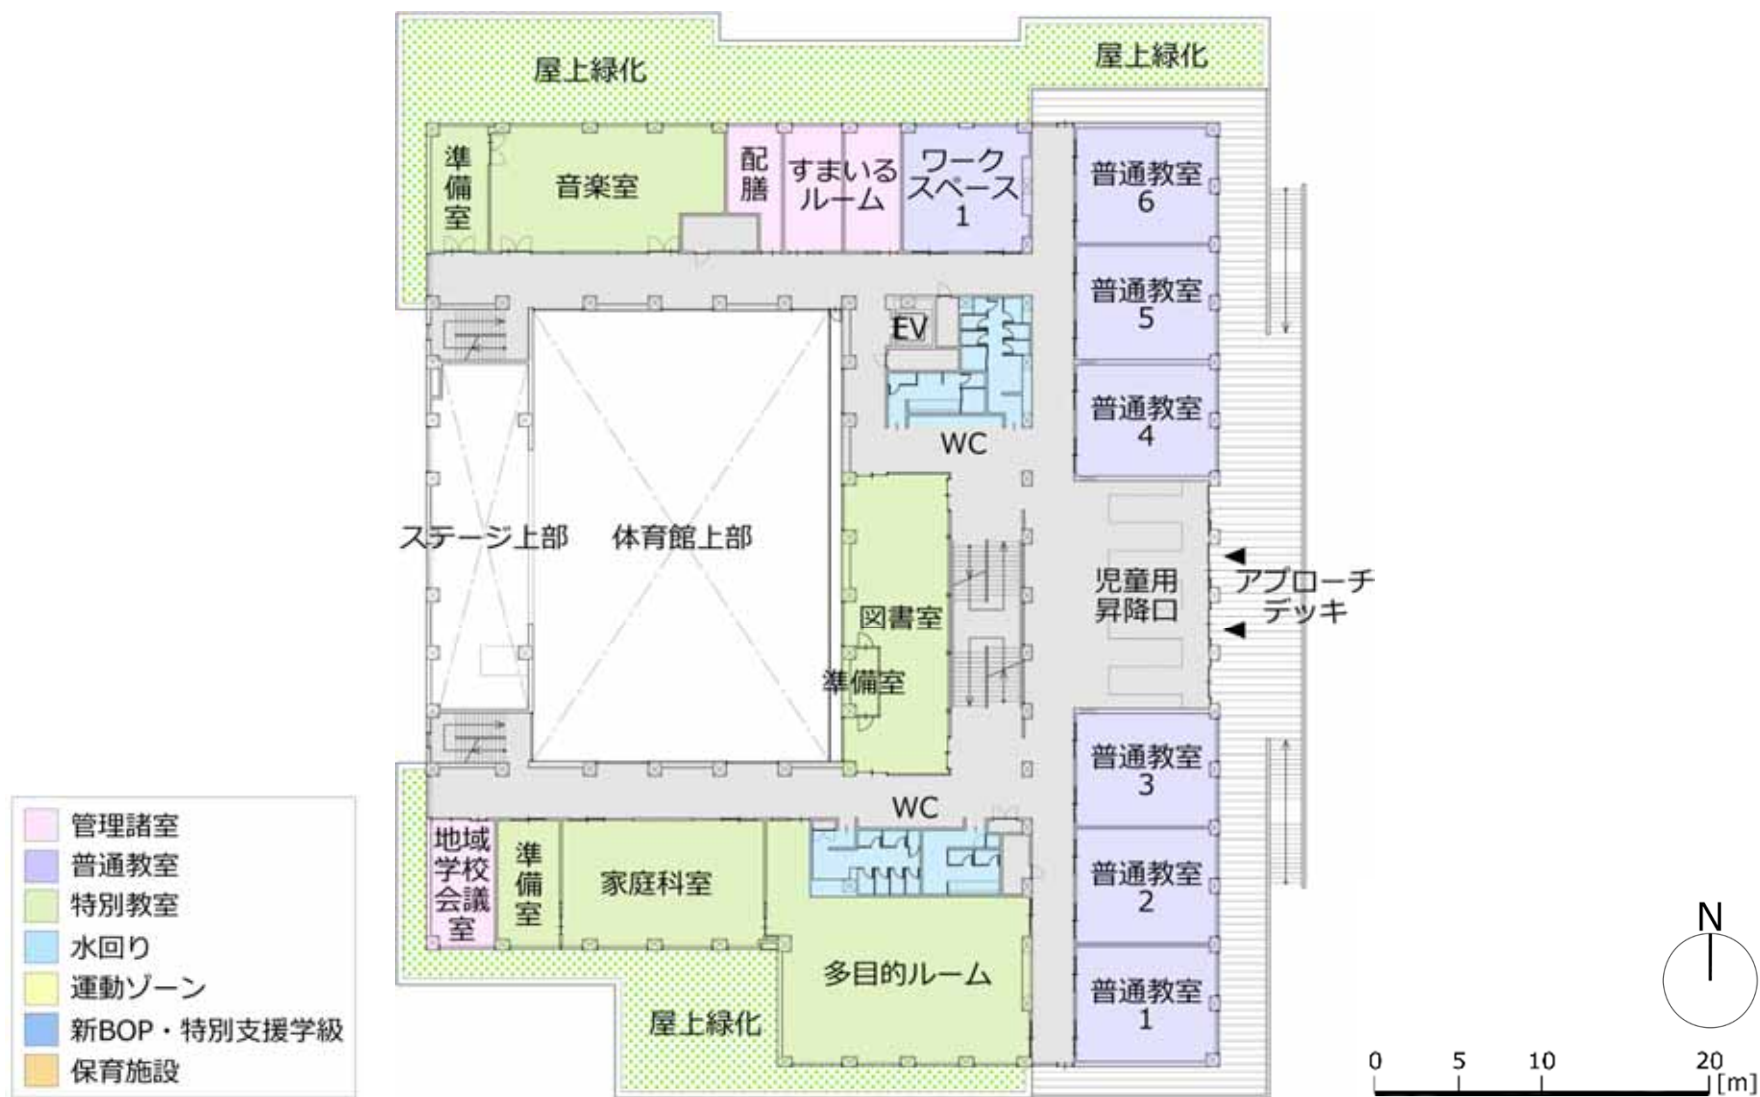 屋上緑化
屋上緑化
準
備
室
音楽室
配
膳
すまいる
ルーム
ワーク
スペース
1
普通教室
6
普通教室
5
EV
普通教室
4
WC
ステージ上部
体育館上部
児童用
昇降口
アプローチ
デッキ
図書室
準備室
普通教室
3
WC
地域
学校
会議
室
準
備
室
家庭科室
普通教室
2
多目的ルーム
普通教室
1
屋上緑化
管理諸室
普通教室
特別教室
水回り
運動ゾーン
新BOP・特別支援学級
保育施設
N
0 5 10 20
[m]